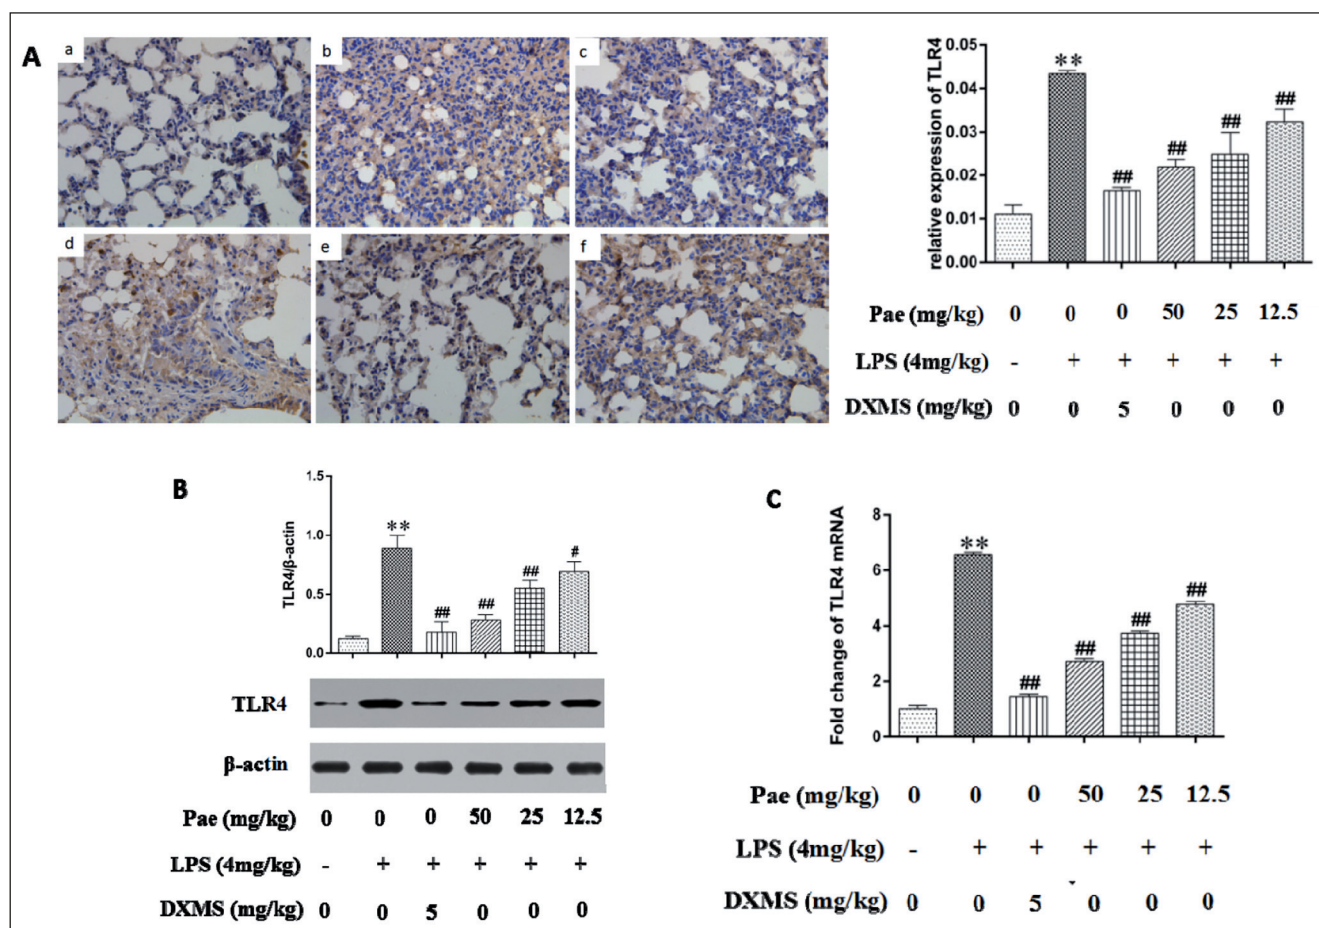 A
a
b
c
d
e
f
relative expression of TLR4
0.05
0.04
0.03
0.02
0.01
0.00
**
##
##
##
##
Pae (mg/kg) 0 0 0 50 25 12.5
LPS (4mg/kg) - + + + + +
DXMS (mg/kg) 0 0 5 0 0 0
B
TLR4/β-actin
1.5
1.0
0.5
0.0
**
##
##
##
#
TLR4
β-actin
Pae (mg/kg) 0 0 0 50 25 12.5
LPS (4mg/kg) - + + + + +
DXMS (mg/kg) 0 0 5 0 0 0
C
Fold change of TLR4 mRNA
8
6
4
2
0
**
##
##
##
##
Pae (mg/kg) 0 0 0 50 25 12.5
LPS (4mg/kg) - + + + + +
DXMS (mg/kg) 0 0 5 0 0 0